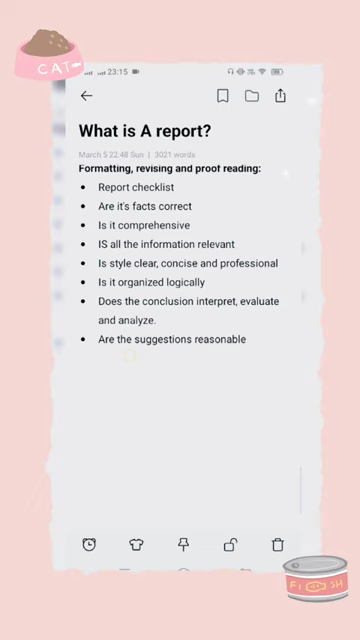 CAT
23:15
What is A report?
March 5 22:48 Sun | 3021 words
Formatting, revising and proof reading:
• Report checklist
• Are it's facts correct
• Is it comprehensive
• IS all the information relevant
• Is style clear, concise and professional
• Is it organized logically
• Does the conclusion interpret, evaluate
and analyze.
• Are the suggestions reasonable
FISH